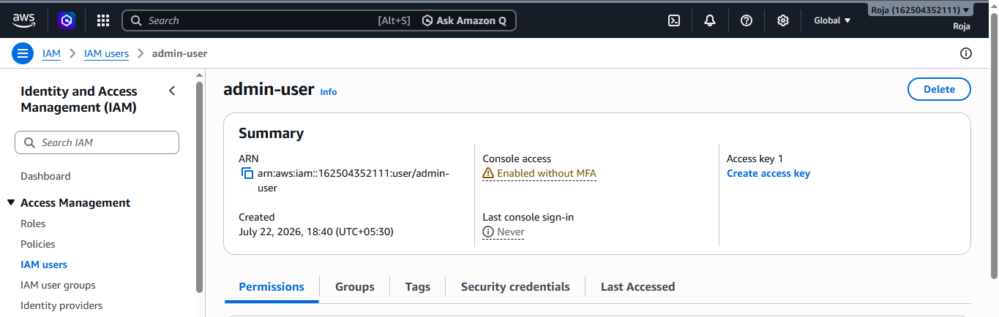 aws
Search [Alt+S] Ask Amazon Q
Global
Roja (162504352111)
Roja
IAM
IAM users
admin-user
Identity and Access
Management (IAM)
Search IAM
Dashboard
Access Management
Roles
Policies
IAM users
IAM user groups
Identity providers
admin-user Info
Delete
Summary
ARN
arn:aws:iam::162504352111:user/admin-
user
Created
July 22, 2026, 18:40 (UTC+05:30)
Console access
Enabled without MFA
Last console sign-in
Never
Access key 1
Create access key
Permissions
Groups
Tags
Security credentials
Last Accessed